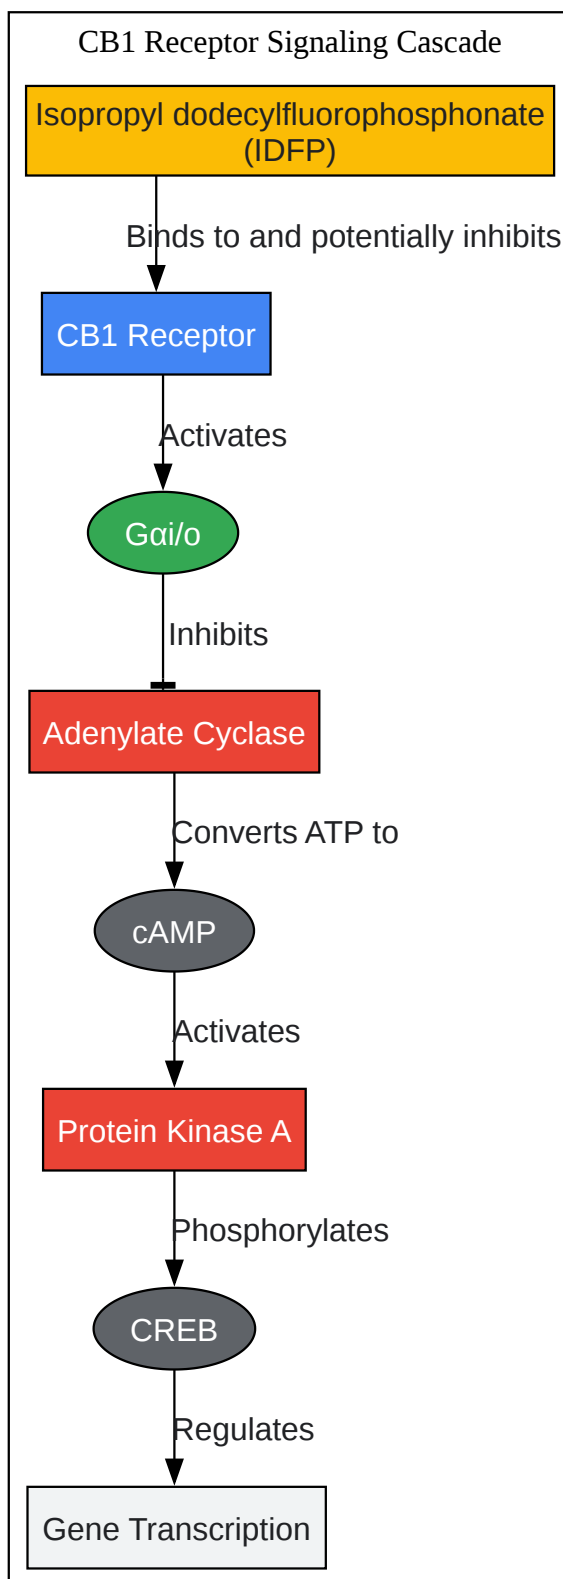 CB1 Receptor Signaling Cascade
Isopropyl dodecylfluorophosphonate
(IDFP)
Binds to and potentially inhibits
CB1 Receptor
Activates
Gαi/o
Inhibits
Adenylate Cyclase
Converts ATP to
cAMP
Activates
Protein Kinase A
Phosphorylates
CREB
Regulates
Gene Transcription